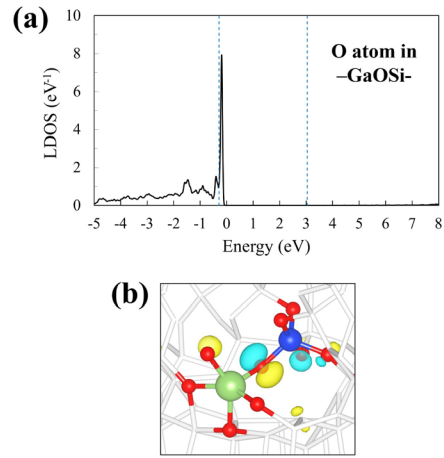 (a)
O atom in
–GaOSi-
LDOS (eV-1)
10
8
6
4
2
0
-5 -4 -3 -2 -1 0 1 2 3 4 5 6 7 8
Energy (eV)
(b)